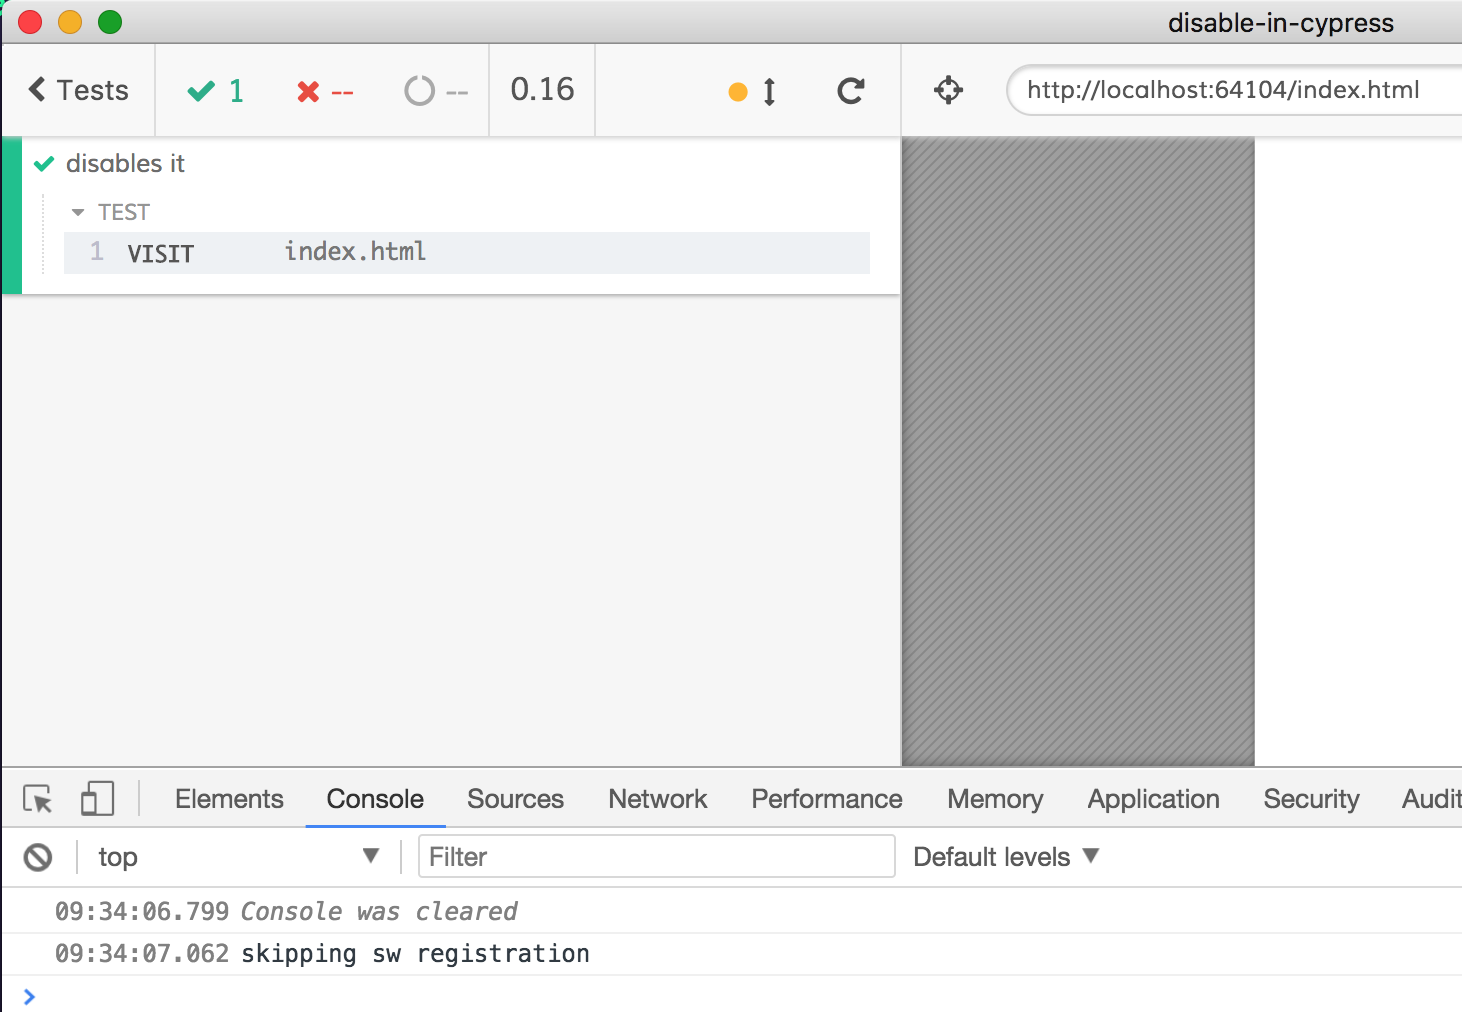 disable-in-cypress
Tests 1 -- -- 0.16 http://localhost:64104/index.html
disables it
TEST
1 VISIT index.html
Elements Console Sources Network Performance Memory Application Security Audit
top Filter Default levels
09:34:06.799 Console was cleared
09:34:07.062 skipping sw registration